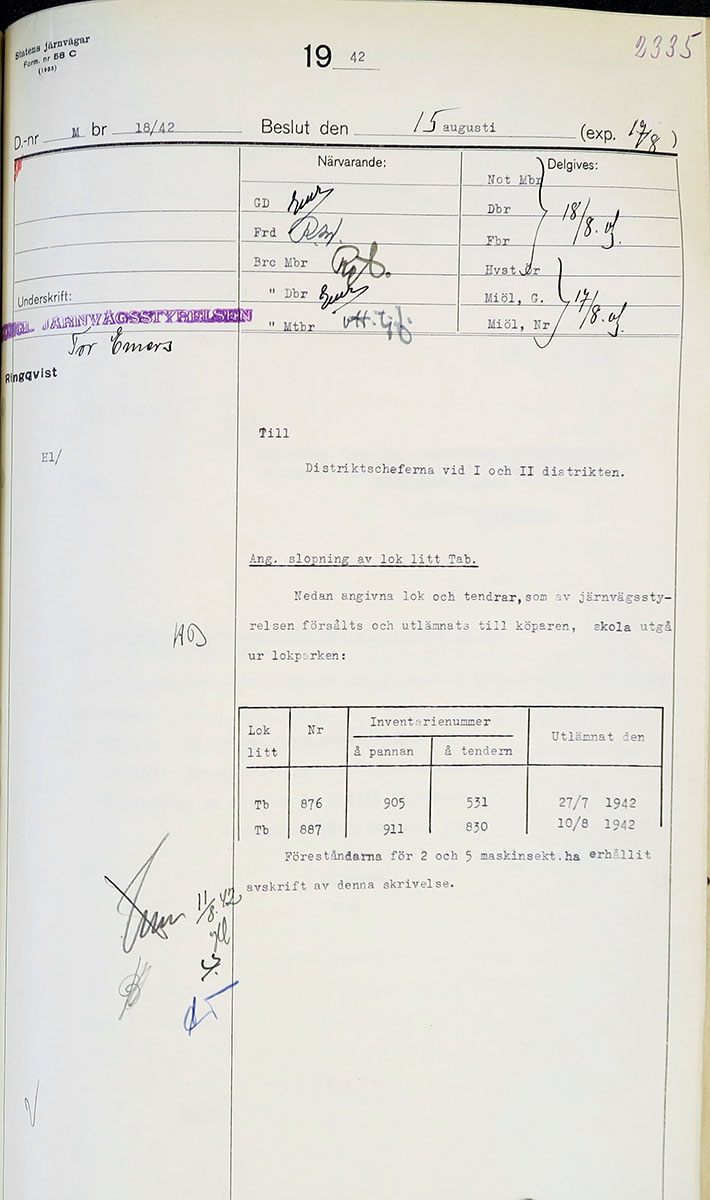 Statens järnvägar
Form. nr 58 C
(1935)
19 42
2335
D.-nr M br 18/42 Beslut den 15 augusti (exp. 17/8)
Närvarande: Delgives:
Not Mbr
GD Dbr 18/8.
Frd Fbr
Brc Mbr Hvst Ör
Underskrift: " Dbr Miöl, G. 17/8.
KUNGL JÄRNVÄGSSTYRELSEN " Mtbr Miöl, Nr
Tor Emers
Ringqvist
Till
Hl/
Distriktscheferna vid I och II distrikten.
Ang. slopning av lok litt Tab.
Nedan angivna lok och tendrar, som av järnvägssty-
relsen försålts och utlämnats till köparen, skola utgå
ur lokparken:
Lok litt Nr Inventarienummer Utlämnat den
å pannan å tendern
Tb 876 905 531 27/7 1942
Tb 887 911 830 10/8 1942
Föreståndarna för 2 och 5 maskinsekt.ha erhållit
avskrift av denna skrivelse.
11/8.42